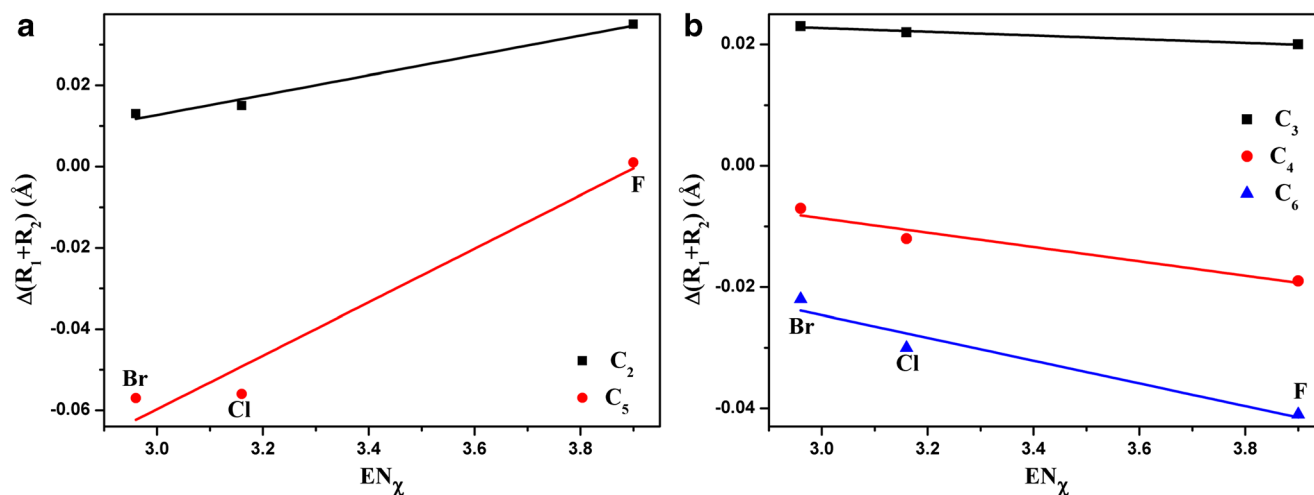 a
Δ(R₁+R₂) (Å)
0.02
0.00
-0.02
-0.04
-0.06
Br
Cl
F
C₂
C₅
3.0 3.2 3.4 3.6 3.8
EN_χ
b
Δ(R₁+R₂) (Å)
0.02
0.00
-0.02
-0.04
C₃
C₄
C₆
Br
Cl
F
3.0 3.2 3.4 3.6 3.8
EN_χ